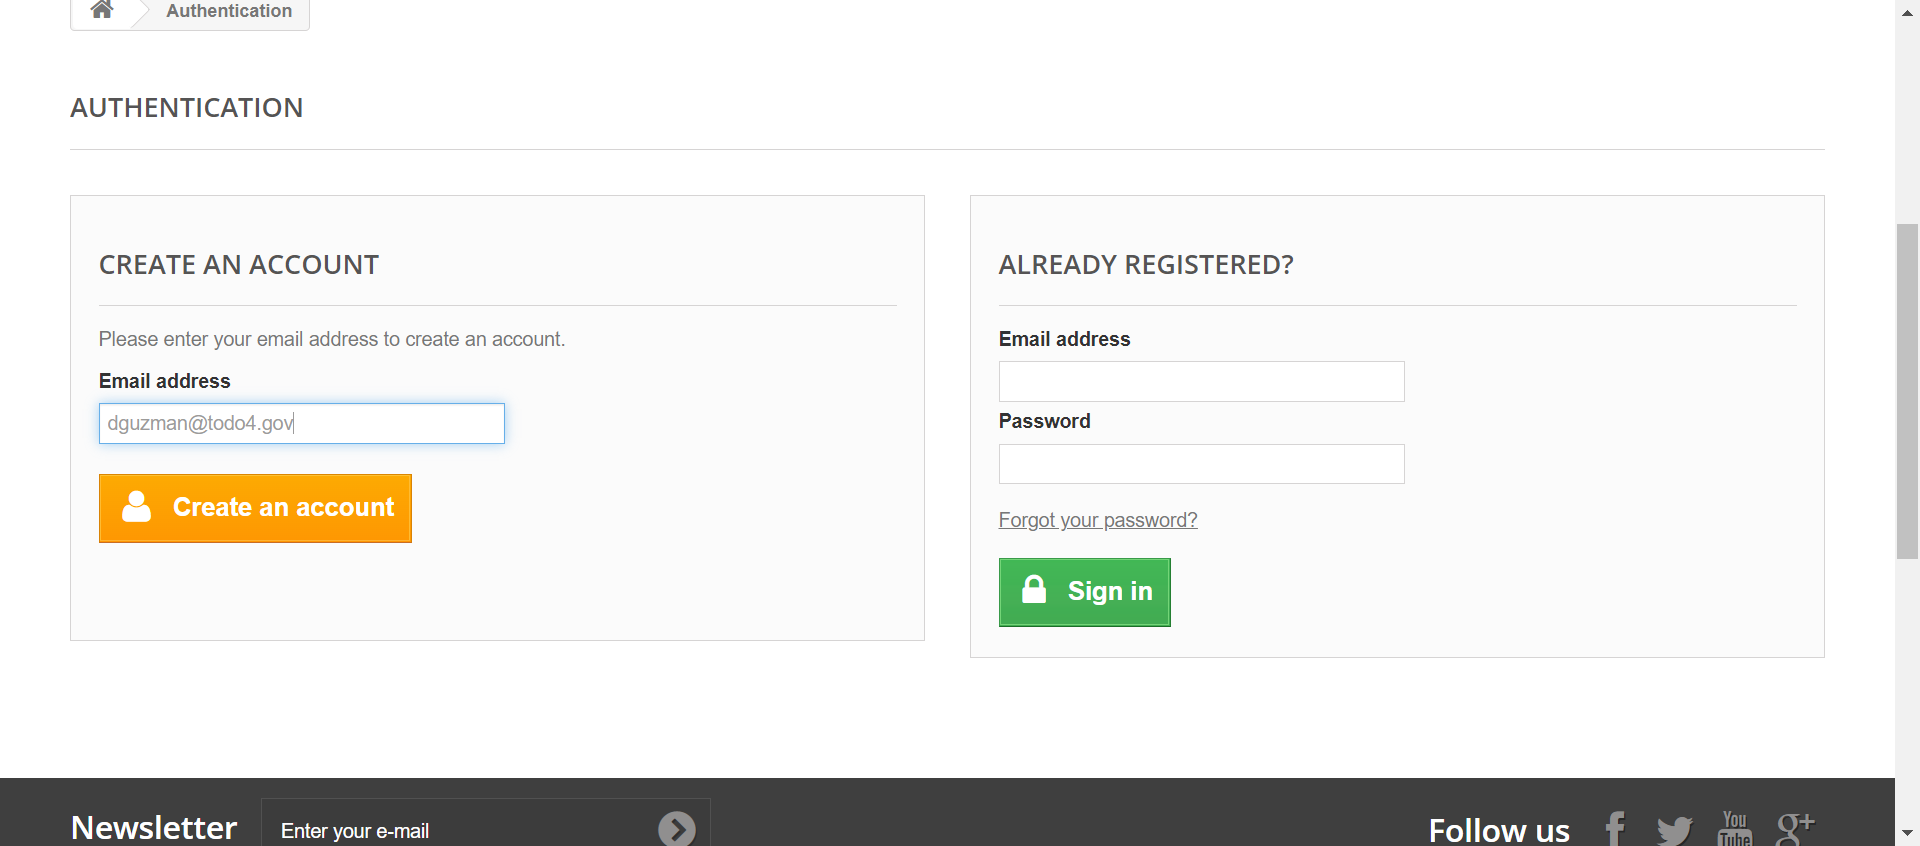 Authentication
AUTHENTICATION
CREATE AN ACCOUNT
Please enter your email address to create an account.
Email address
dguzman@todo4.gov
Create an account
ALREADY REGISTERED?
Email address
Password
Forgot your password?
Sign in
Newsletter
Enter your e-mail
Follow us
f
You
Tube
g+